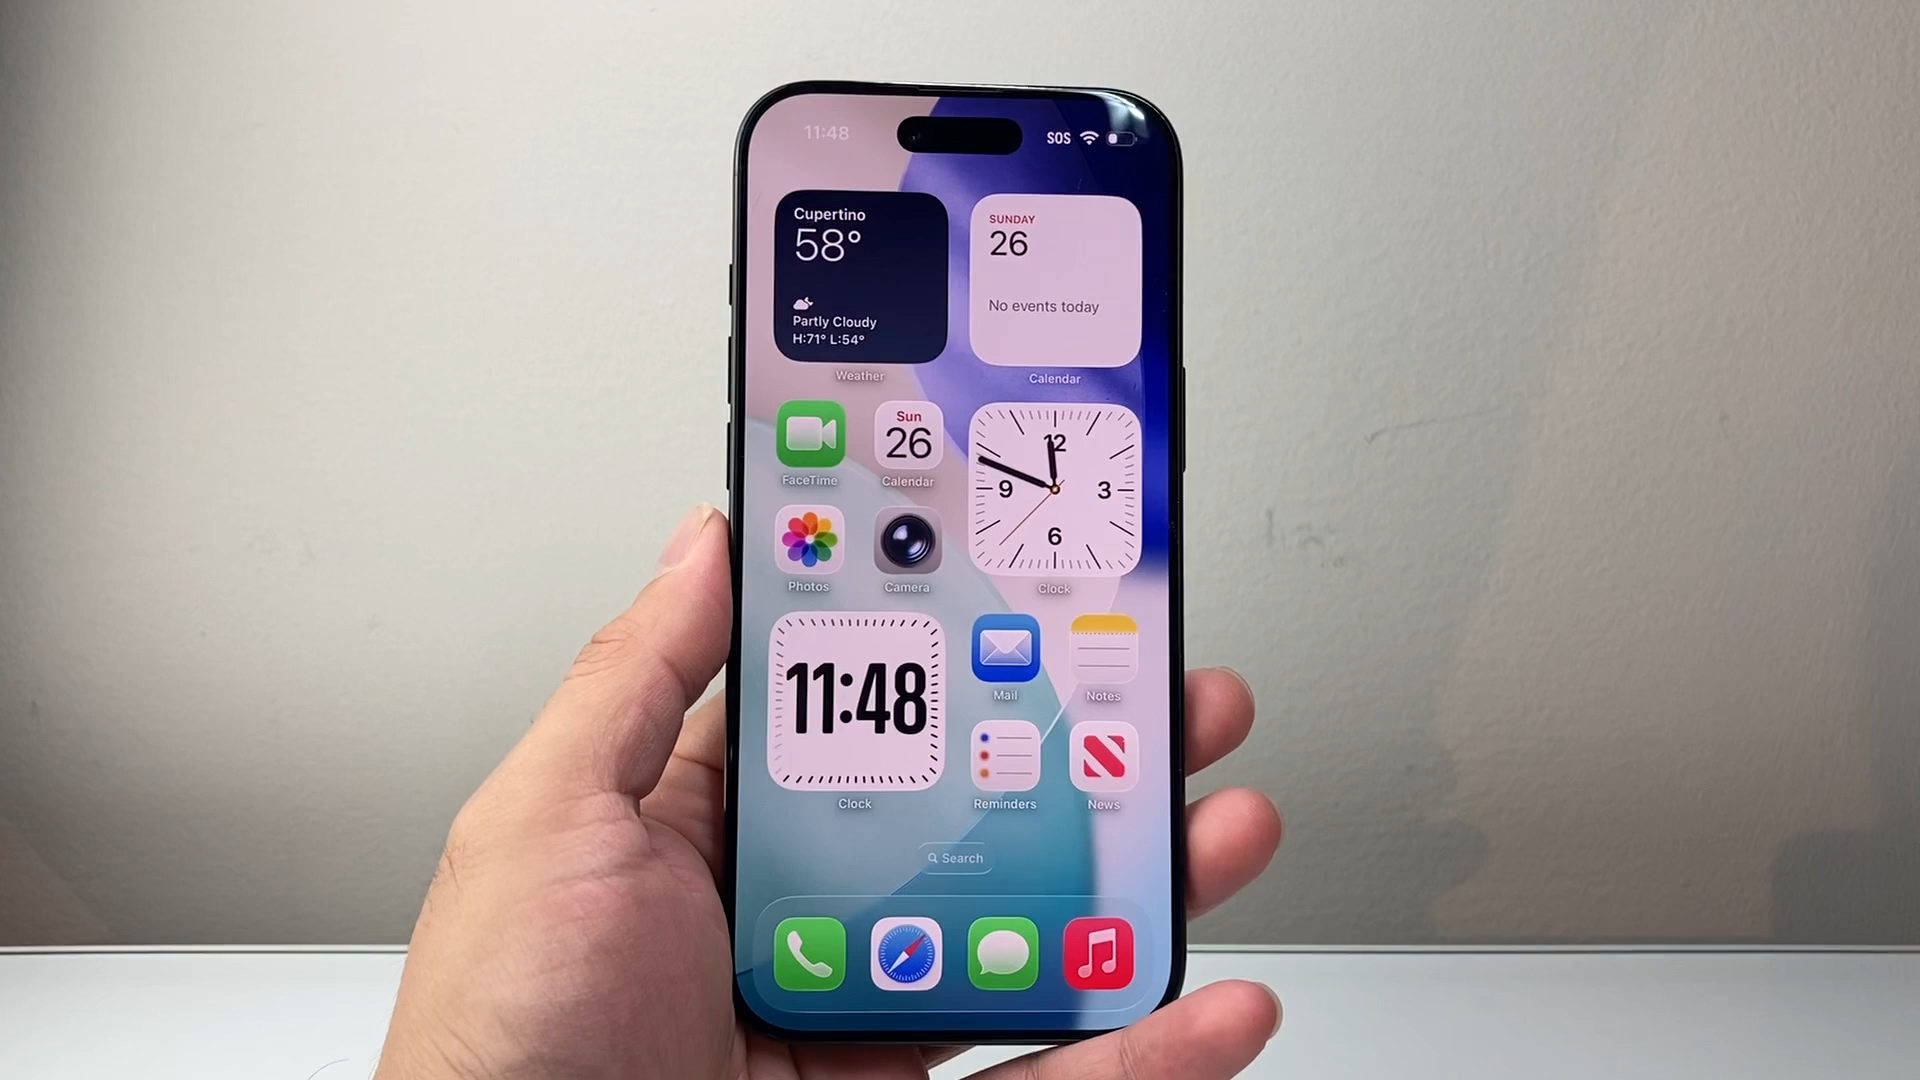 11:48
SOS
Cupertino
58°
Partly Cloudy
H:71° L:54°
Weather
SUNDAY
26
No events today
Calendar
FaceTime
Sun
26
Calendar
12
3
6
9
Clock
Photos
Camera
11:48
Clock
Mail
Notes
Reminders
News
Search